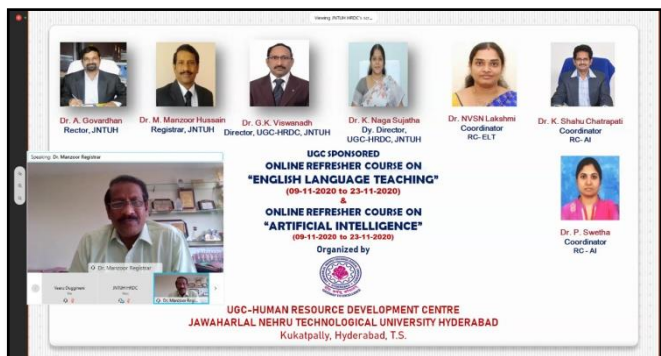 Viewing JNTUH HRDC's scr...
Dr. A. Govardhan
Rector, JNTUH
Dr. M. Manzoor Hussain
Registrar, JNTUH
Dr. G.K. Viswanadh
Director, UGC-HRDC, JNTUH
Dr. K. Naga Sujatha
Dy. Director,
UGC-HRDC, JNTUH
Dr. NVSN Lakshmi
Coordinator
RC-ELT
Dr. K. Shahu Chatrapati
Coordinator
RC-AI
Speaking: Dr. Manzoor Registrar
Dr. Manzoor Registrar
JNTUH HRDC
Dr. Manzoor Regi...
UGC SPONSORED
ONLINE REFRESHER COURSE ON
"ENGLISH LANGUAGE TEACHING"
(09-11-2020 to 23-11-2020)
&
ONLINE REFRESHER COURSE ON
"ARTIFICIAL INTELLIGENCE"
(09-11-2020 to 23-11-2020)
Organized by
Dr. P. Swetha
Coordinator
RC- AI
UGC-HUMAN RESOURCE DEVELOPMENT CENTRE
JAWAHARLAL NEHRU TECHNOLOGICAL UNIVERSITY HYDERABAD
Kukatpally, Hyderabad, T.S.